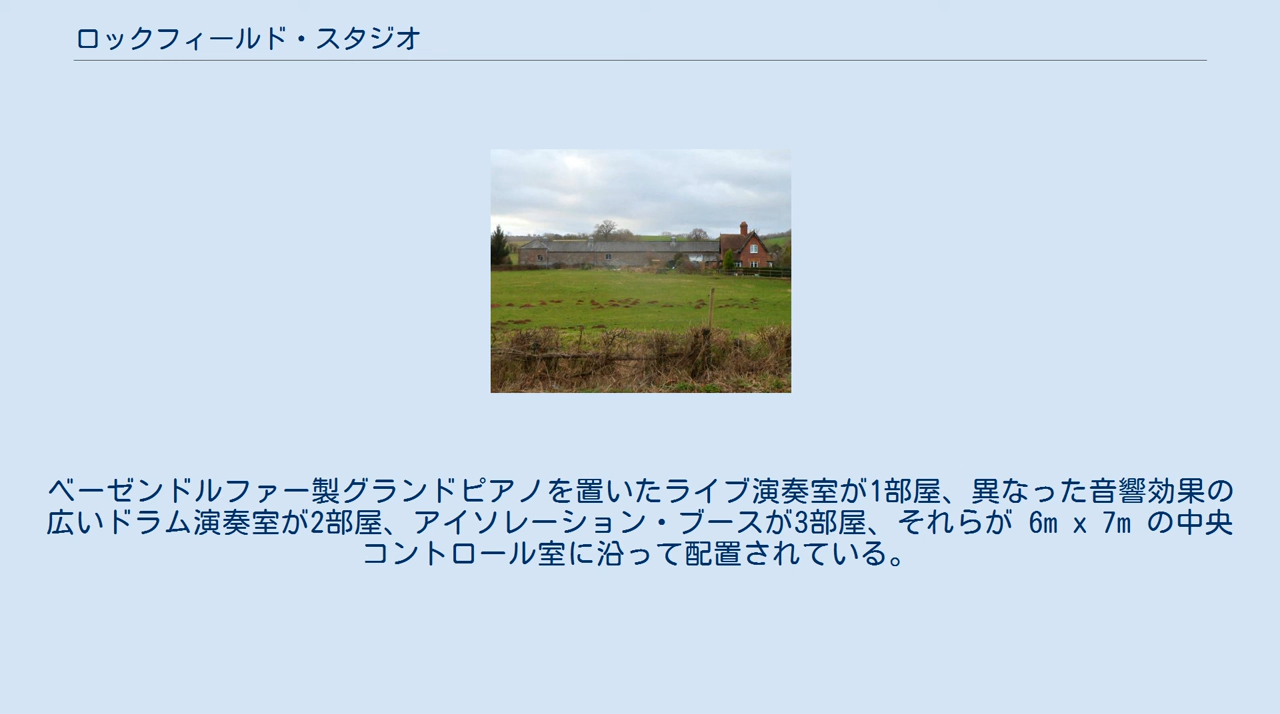 ロックフィールド・スタジオ
ベーゼンドルファー製グランドピアノを置いたライブ演奏室が1部屋、異なった音響効果の
広いドラム演奏室が2部屋、アイソレーション・ブースが3部屋、それらが 6m x 7m の中央
コントロール室に沿って配置されている。